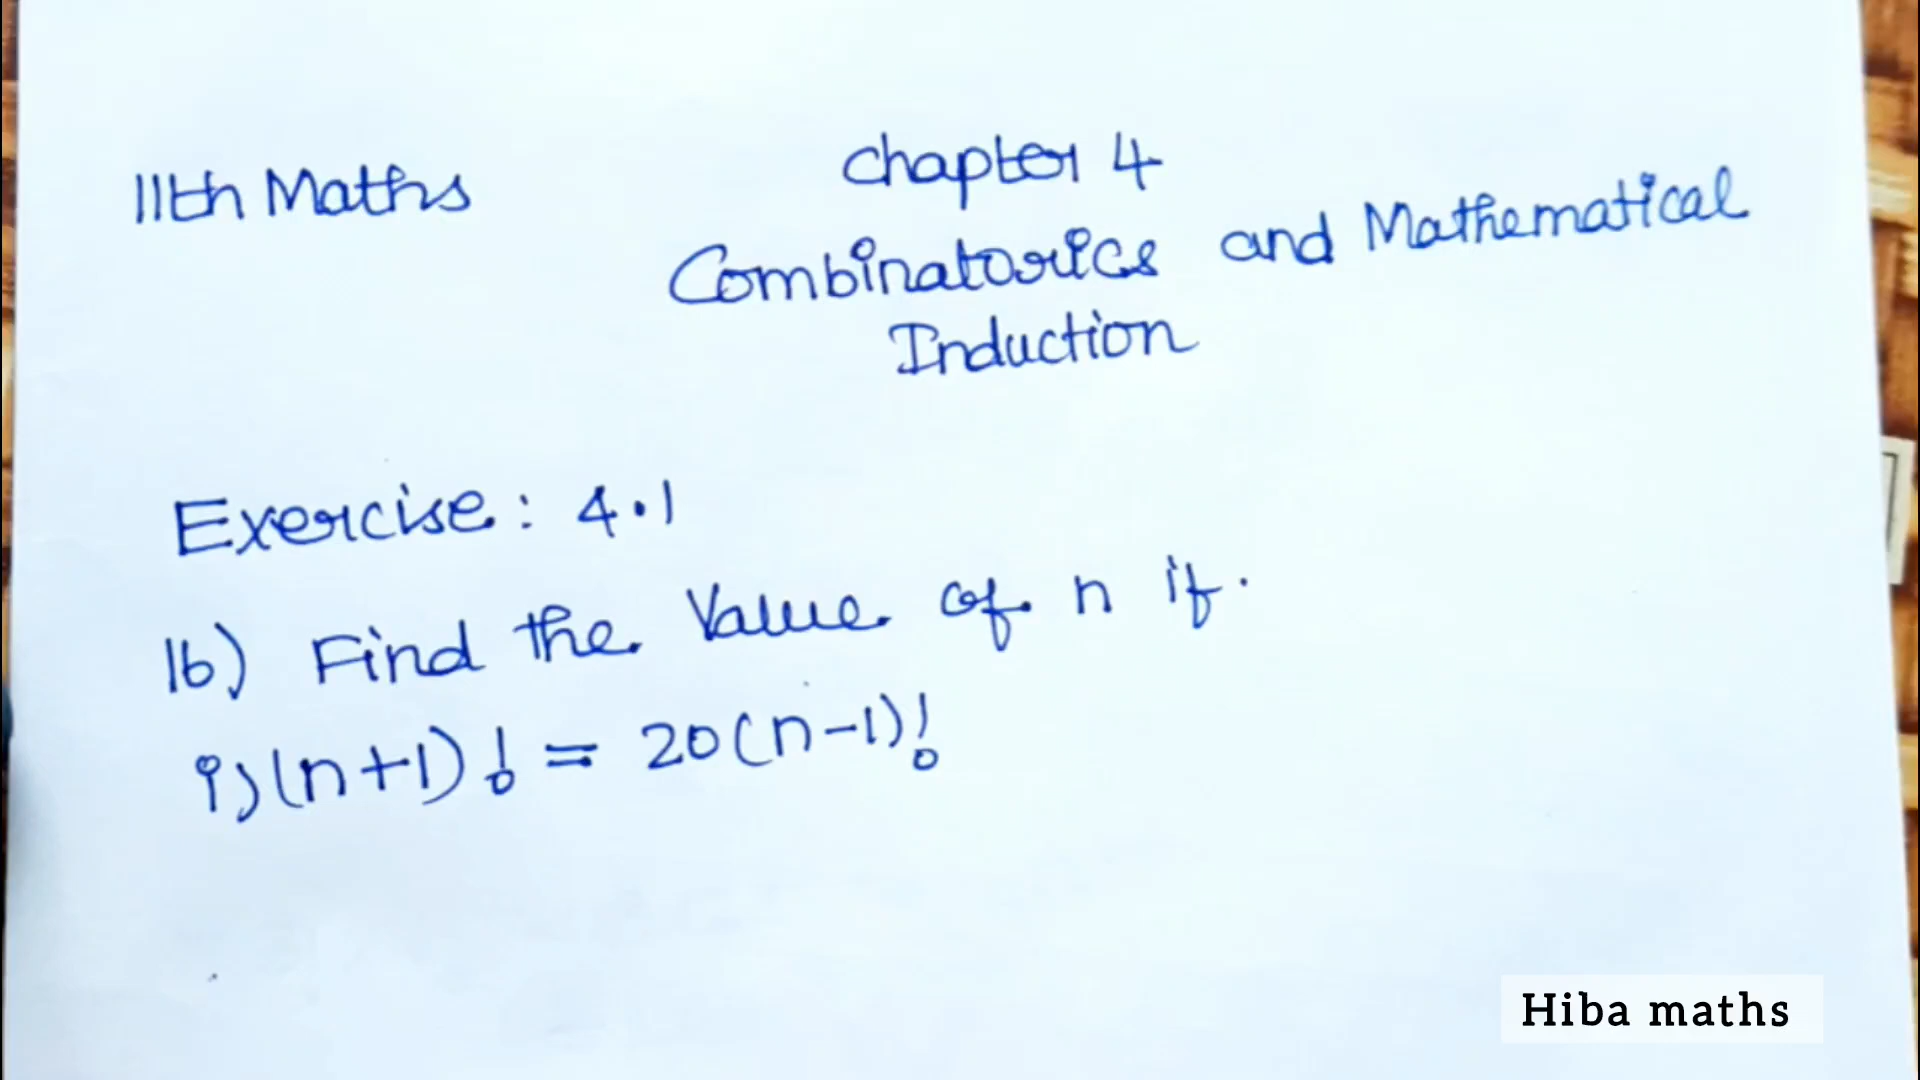 11th Maths
Chapter 4
Combinatorics and Mathematical
Induction
Exercise: 4.1
16) Find the Value of n if.
i) (n+1)! = 20(n-1)!
Hiba maths